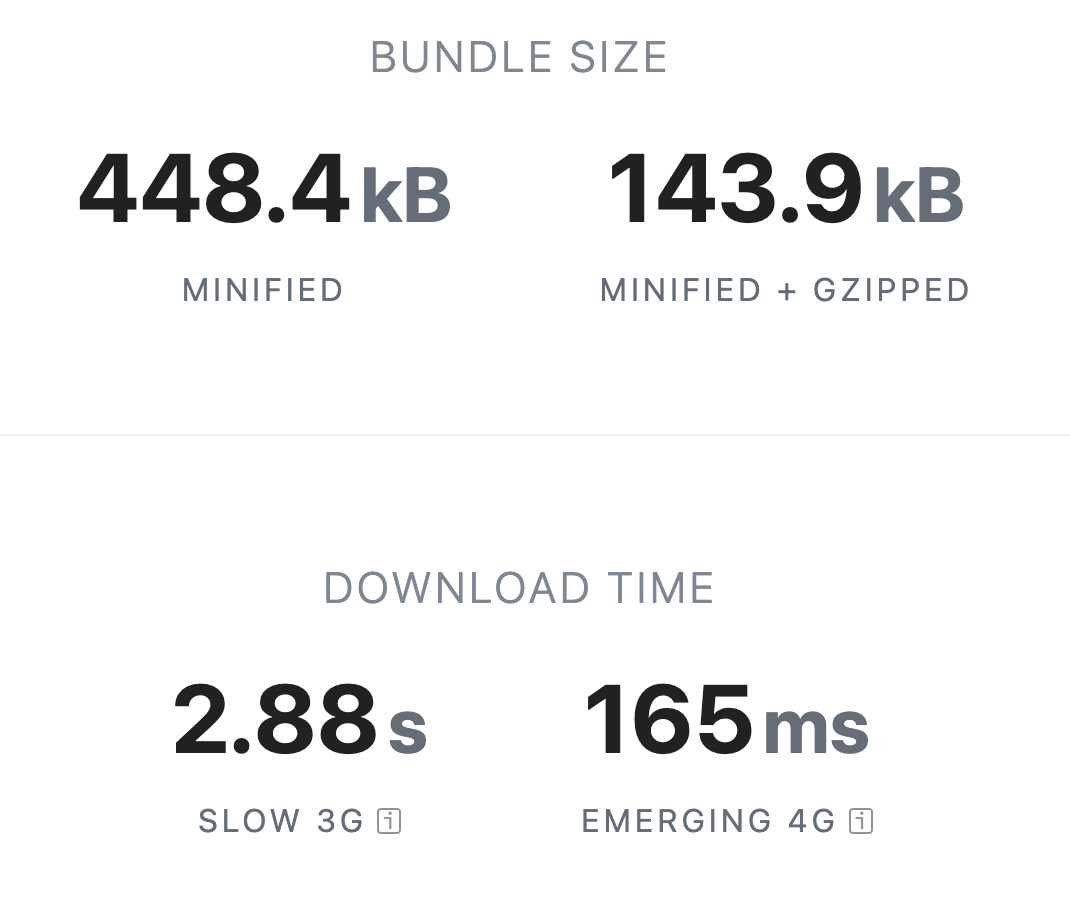 BUNDLE SIZE
448.4 kB 143.9 kB
MINIFIED MINIFIED + GZIPPED
DOWNLOAD TIME
2.88 s 165 ms
SLOW 3G i EMERGING 4G i